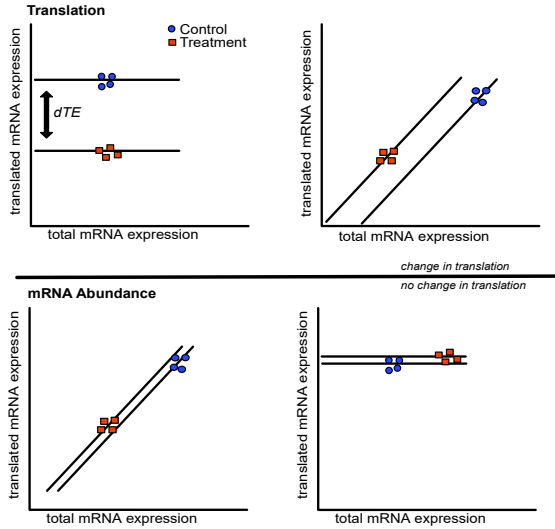 Translation
Control
Treatment
translated mRNA expression
dTE
total mRNA expression
translated mRNA expression
total mRNA expression
change in translation
no change in translation
mRNA Abundance
translated mRNA expression
total mRNA expression
translated mRNA expression
total mRNA expression